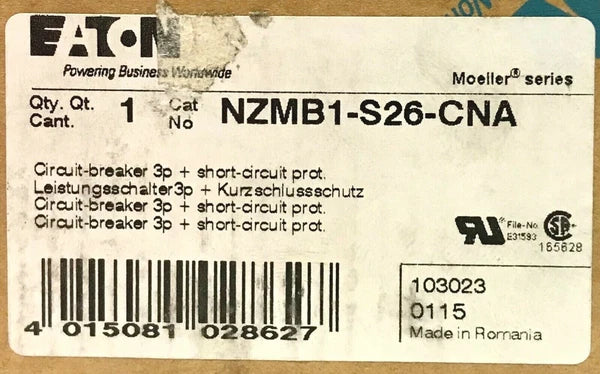 EATON
Powering Business Worldwide
Moeller® series
Qty. Qt. 1 Cat NZMB1-S26-CNA
Cant. No
Circuit-breaker 3p + short-circuit prot.
Leistungsschalter3p + Kurzschlussschutz
Circuit-breaker 3p + short-circuit prot.
Circuit-breaker 3p + short-circuit prot.
File-No.
E31593
165628
103023
0115
Made in Romania
4 015081 028627